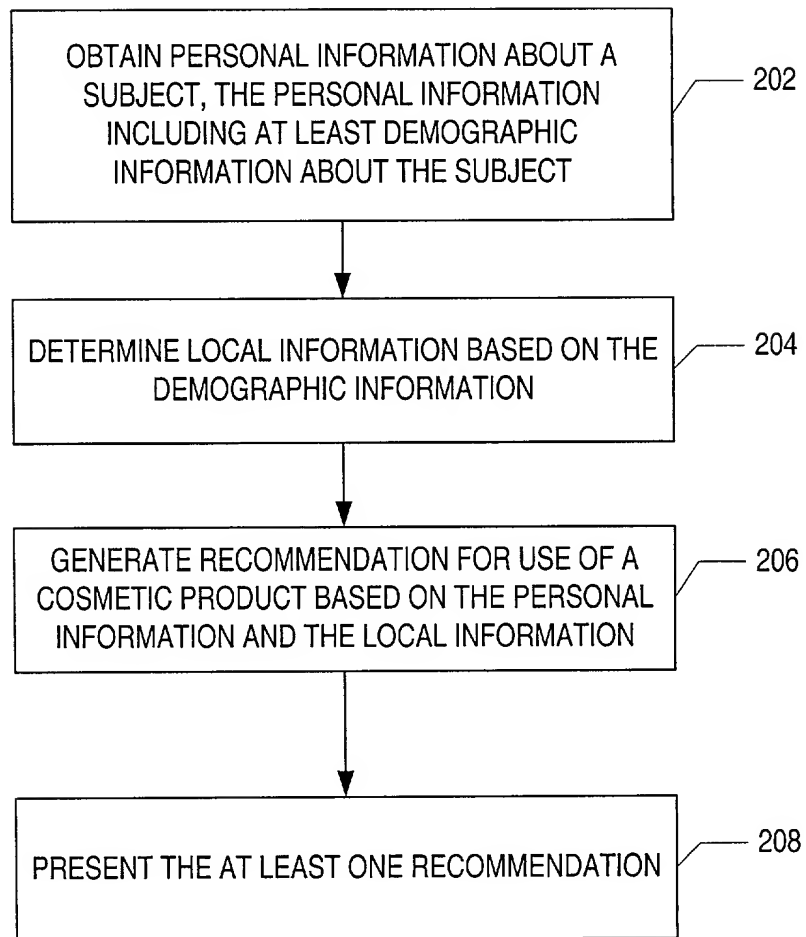 OBTAIN PERSONAL INFORMATION ABOUT A
SUBJECT, THE PERSONAL INFORMATION
INCLUDING AT LEAST DEMOGRAPHIC
INFORMATION ABOUT THE SUBJECT
202
DETERMINE LOCAL INFORMATION BASED ON THE
DEMOGRAPHIC INFORMATION
204
GENERATE RECOMMENDATION FOR USE OF A
COSMETIC PRODUCT BASED ON THE PERSONAL
INFORMATION AND THE LOCAL INFORMATION
206
PRESENT THE AT LEAST ONE RECOMMENDATION
208